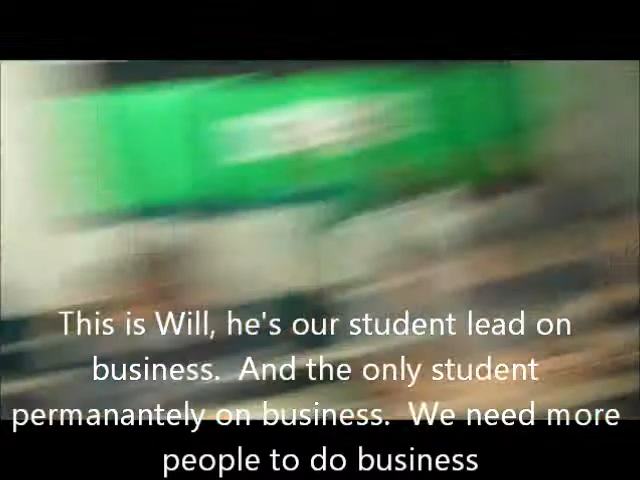 This is Will, he's our student lead on
business.  And the only student
permanantely on business.  We need more
people to do business